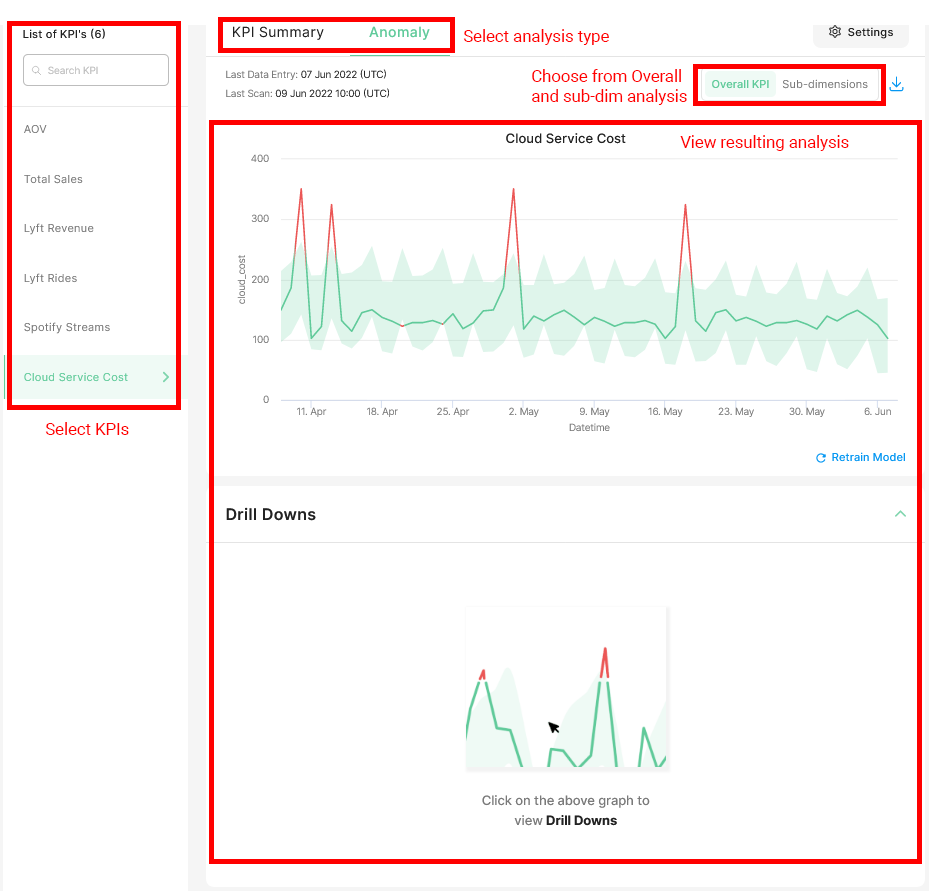 List of KPI's (6)
Search KPI
AOV
Total Sales
Lyft Revenue
Lyft Rides
Spotify Streams
Cloud Service Cost
Select KPIs
KPI Summary
Anomaly
Select analysis type
Settings
Last Data Entry: 07 Jun 2022 (UTC)
Last Scan: 09 Jun 2022 10:00 (UTC)
Choose from Overall
and sub-dim analysis
Overall KPI
Sub-dimensions
Cloud Service Cost
View resulting analysis
400
300
200
100
0
cloud_cost
11. Apr
18. Apr
25. Apr
2. May
9. May
16. May
23. May
30. May
6. Jun
Datetime
Retrain Model
Drill Downs
Click on the above graph to
view Drill Downs